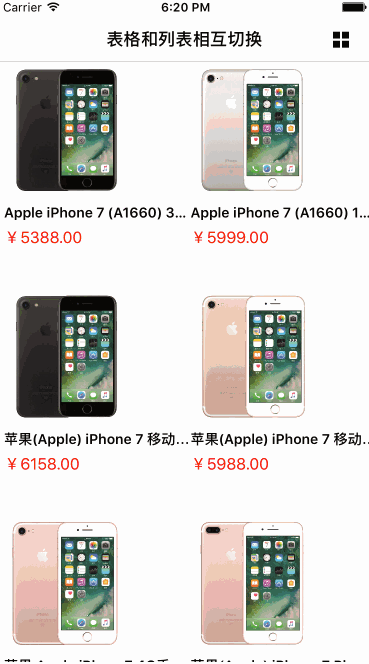 Carrier 6:20 PM
表格和列表相互切换
Apple iPhone 7 (A1660) 3... Apple iPhone 7 (A1660) 1...
￥5388.00 ￥5999.00
苹果(Apple) iPhone 7 移动... 苹果(Apple) iPhone 7 移动...
￥6158.00 ￥5988.00